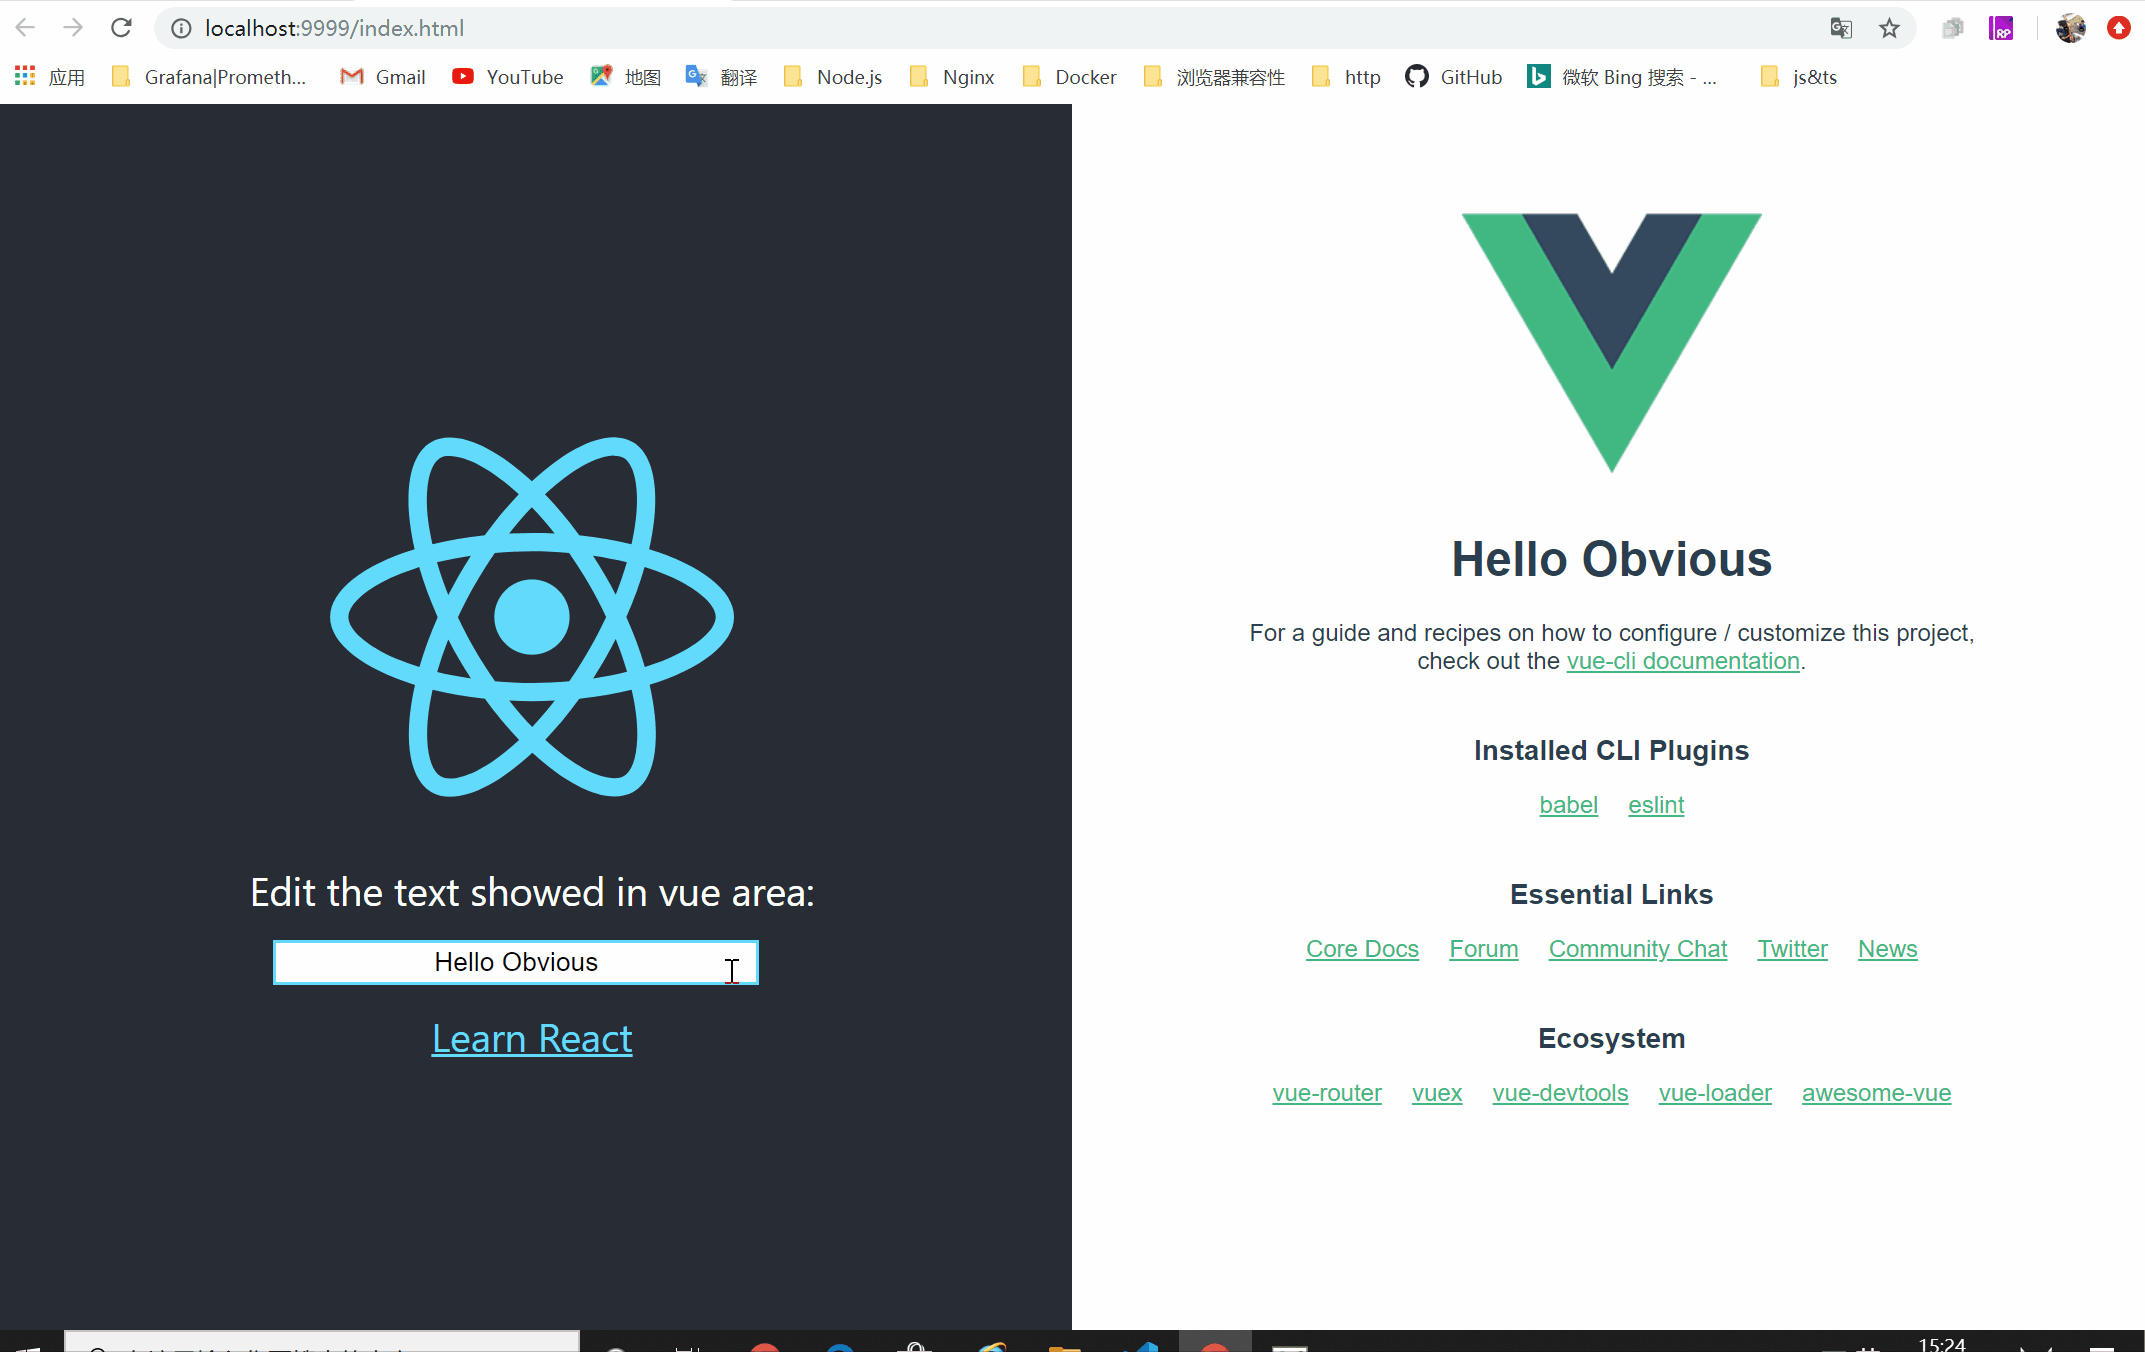 localhost:9999/index.html
应用 Grafana|Prometh... Gmail YouTube 地图 翻译 Node.js Nginx Docker 浏览器兼容性 http GitHub 微软 Bing 搜索 - ... js&ts
RP
Edit the text showed in vue area:
Hello Obvious
Learn React
Hello Obvious
For a guide and recipes on how to configure / customize this project,
check out the vue-cli documentation.
Installed CLI Plugins
babel eslint
Essential Links
Core Docs Forum Community Chat Twitter News
Ecosystem
vue-router vuex vue-devtools vue-loader awesome-vue
15:24